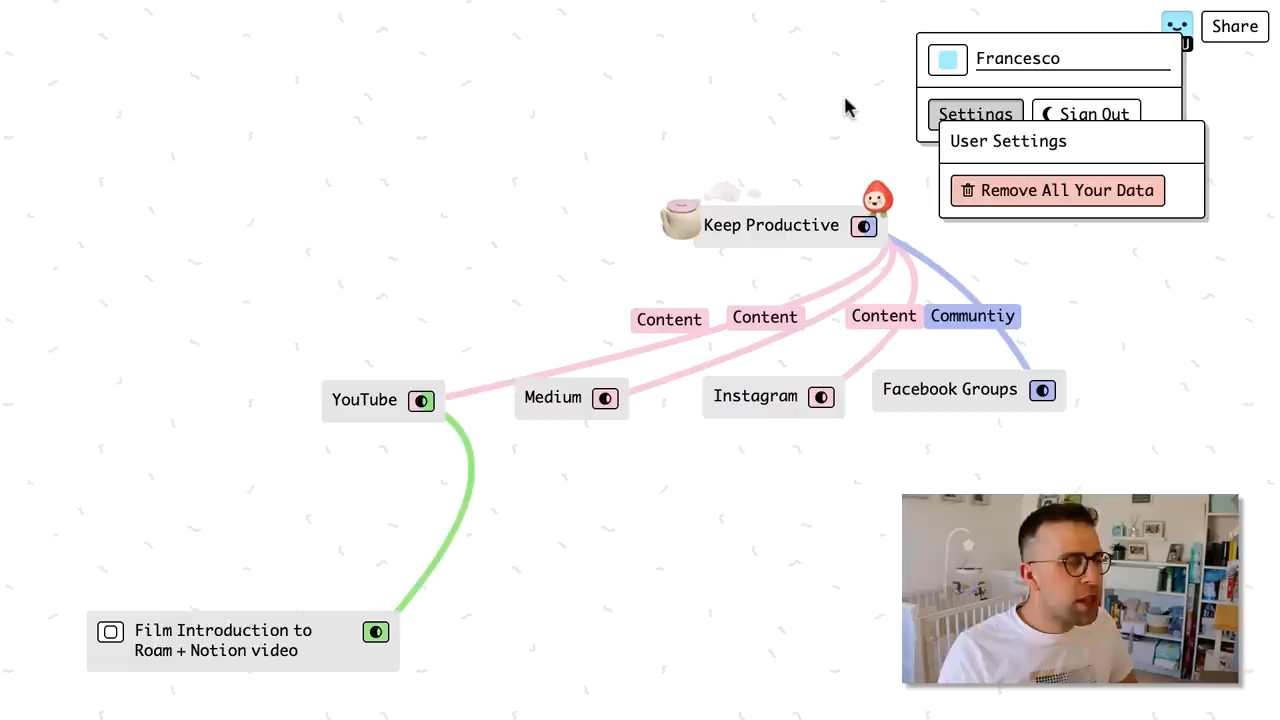 Share
Francesco
Settings
Sign Out
User Settings
Remove All Your Data
Keep Productive
Content
Content
Content
Communtiy
YouTube
Medium
Instagram
Facebook Groups
Film Introduction to
Roam + Notion video